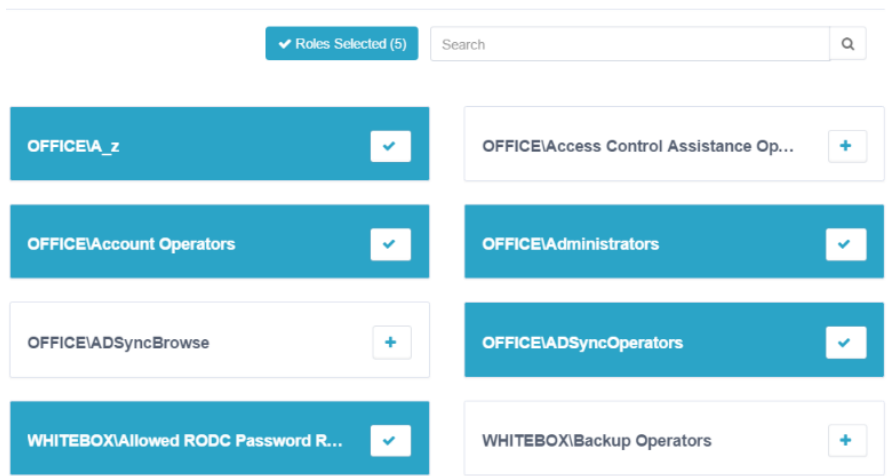 Roles Selected (5)
Search
OFFICE\A_z
OFFICE\Access Control Assistance Op...
OFFICE\Account Operators
OFFICE\Administrators
OFFICE\ADSyncBrowse
OFFICE\ADSyncOperators
WHITEBOX\Allowed RODC Password R...
WHITEBOX\Backup Operators